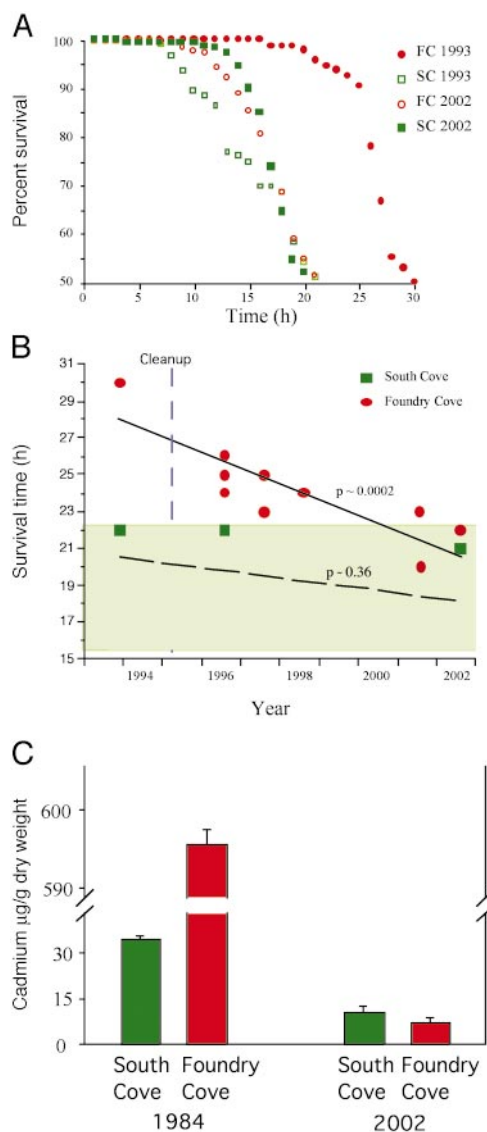 A
100
90
80
70
60
50
Percent survival
0
5
10
15
20
25
30
Time (h)
FC 1993
SC 1993
FC 2002
SC 2002
B
Cleanup
31
29
27
25
23
21
19
17
15
Survival time (h)
South Cove
Foundry Cove
p ~ 0.0002
p ~ 0.36
1994
1996
1998
2000
2002
Year
C
Cadmium µg/g dry weight
600
590
30
15
0
South Cove
Foundry Cove
South Cove
Foundry Cove
1984
2002